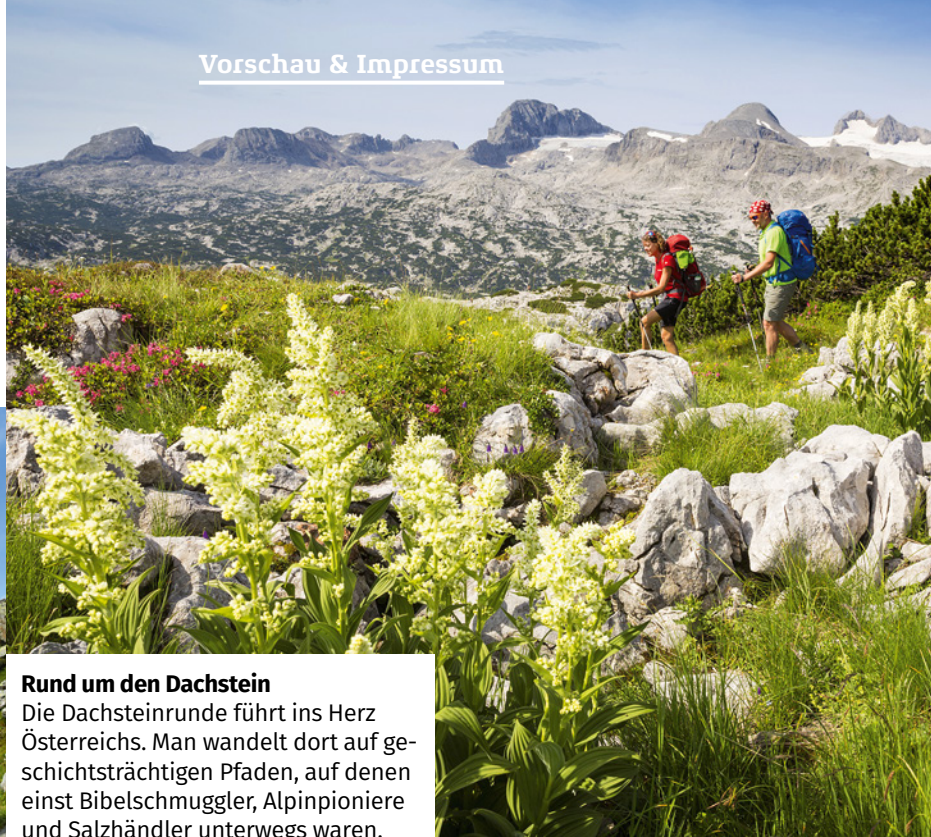 Vorschau & Impressum
Rund um den Dachstein
Die Dachsteinrunde führt ins Herz
Österreichs. Man wandelt dort auf ge-
schichtsträchtigen Pfaden, auf denen
einst Bibelschmuggler, Alpinpioniere
und Salzhändler unterwegs waren.